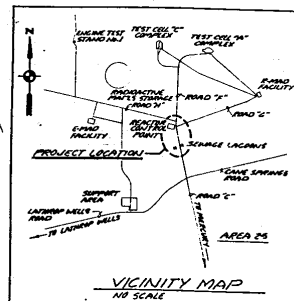 N
ENGINE TEST
STAND NO.1
TEST CELL "C"
COMPLEX
TEST CELL "A"
COMPLEX
R-MAD
FACILITY
RADIOACTIVE
MAT'LS STORAGE
ROAD "H"
ROAD "F"
ROAD "G"
E-MAD
FACILITY
REACTOR
CONTROL
POINT
SEWAGE LAGOONS
PROJECT LOCATION
CANE SPRINGS
ROAD
SUPPORT
AREA
ROAD
LATHROP WELLS
ROAD
TO LATHROP WELLS
TO MERCURY
AREA 25
VICINITY MAP
NO SCALE